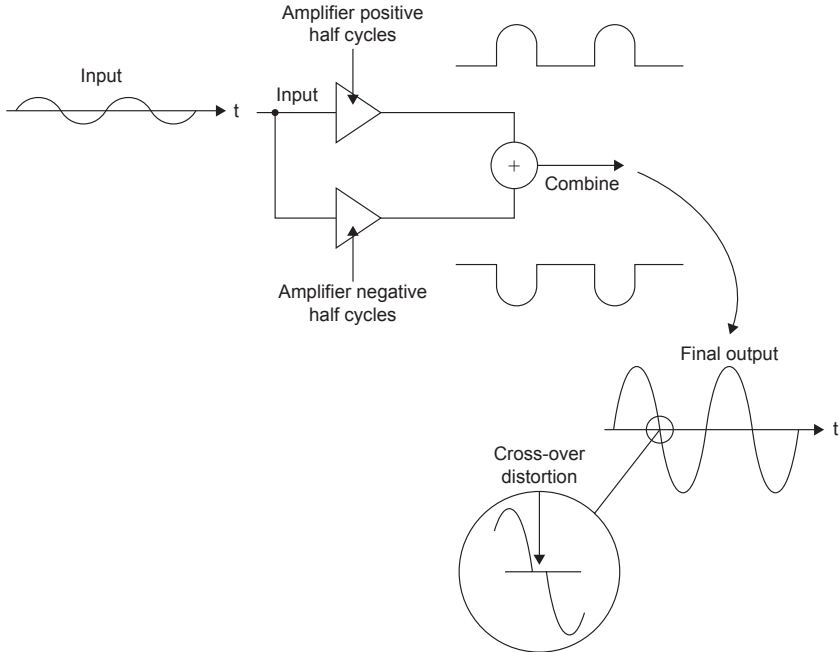 Amplifier positive
half cycles
Input
t
Input
+
Combine
Amplifier negative
half cycles
Final output
t
Cross-over
distortion